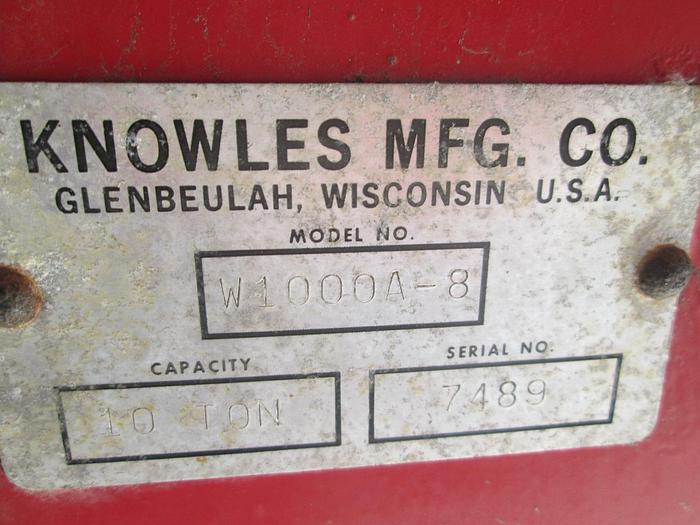 KNOWLES MFG. CO.
GLENBEULAH, WISCONSIN U.S.A.
MODEL NO.
W1000A-8
CAPACITY
10 TON
SERIAL NO.
7489